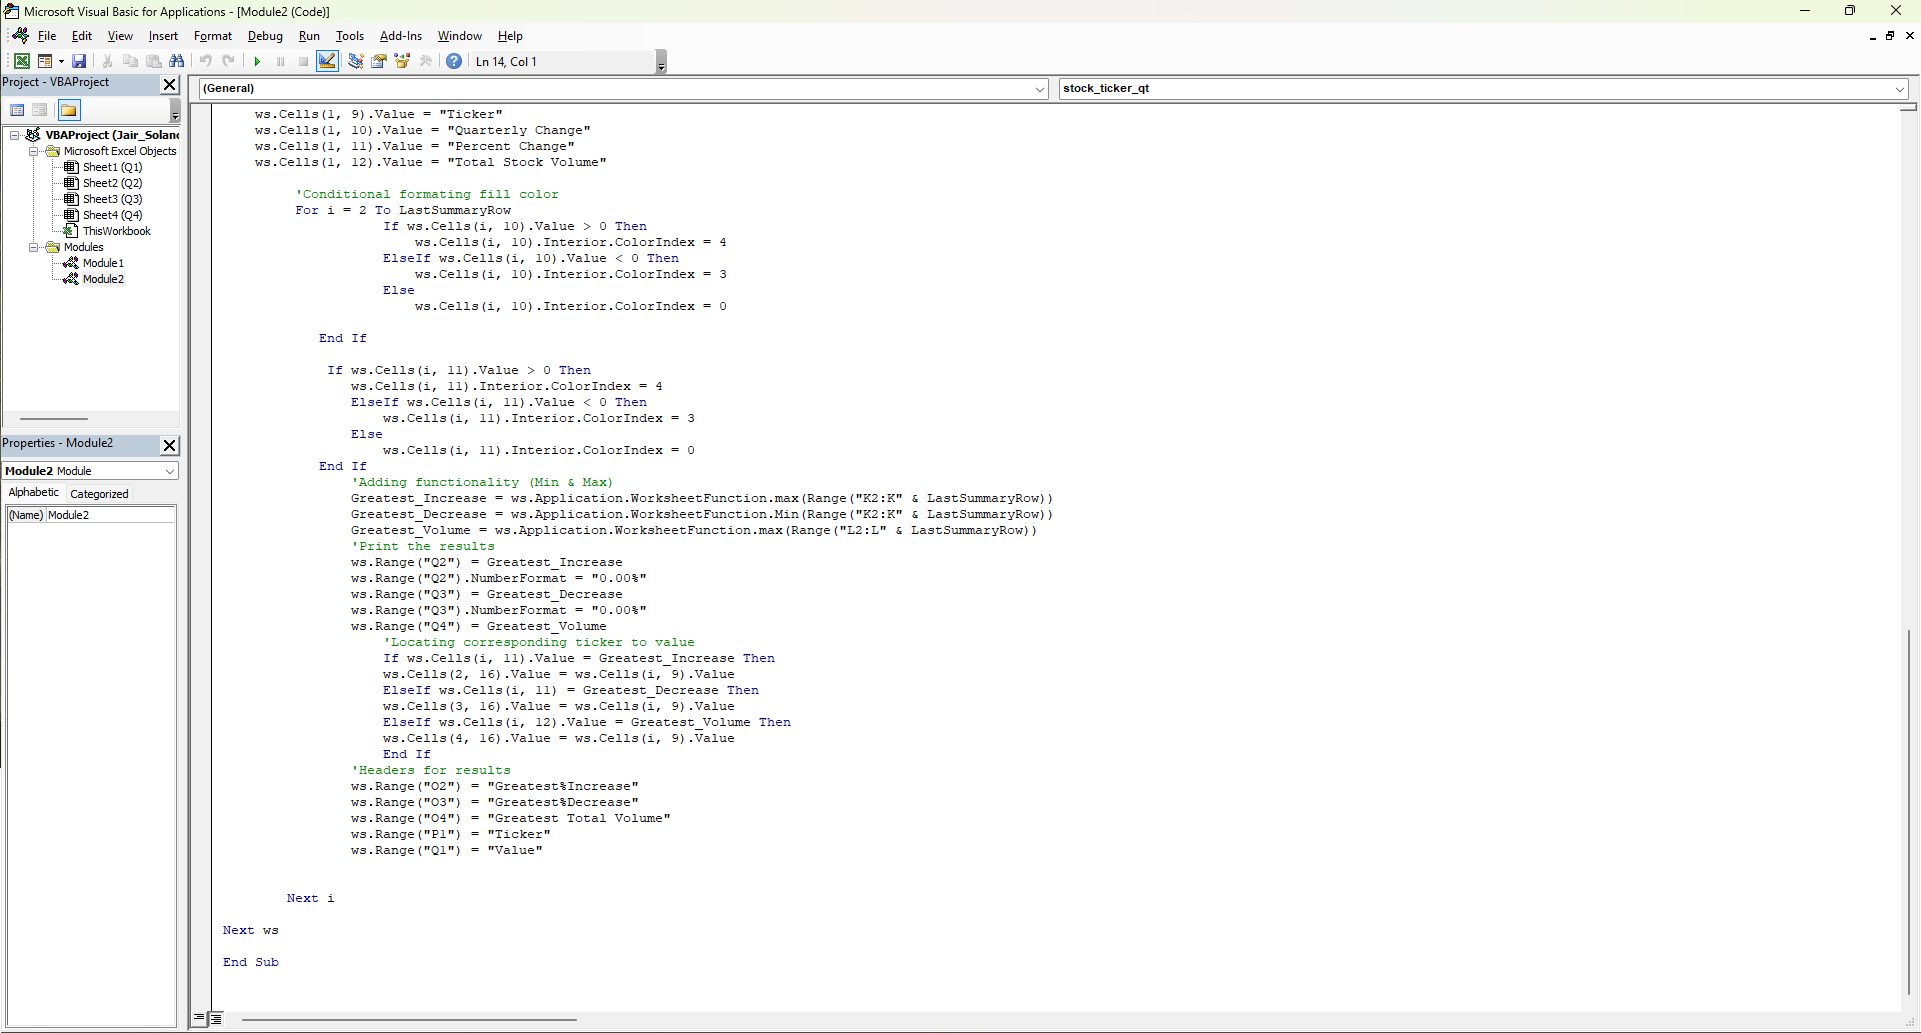 Microsoft Visual Basic for Applications - [Module2 (Code)]
File Edit View Insert Format Debug Run Tools Add-Ins Window Help
Ln 14, Col 1
Project - VBAProject
VBAProject (Jair_Solan
Microsoft Excel Objects
Sheet1 (Q1)
Sheet2 (Q2)
Sheet3 (Q3)
Sheet4 (Q4)
ThisWorkbook
Modules
Module1
Module2
Properties - Module2
Module2 Module
Alphabetic Categorized
(Name) Module2
(General) stock_ticker_qt
ws.Cells(1, 9).Value = "Ticker"
ws.Cells(1, 10).Value = "Quarterly Change"
ws.Cells(1, 11).Value = "Percent Change"
ws.Cells(1, 12).Value = "Total Stock Volume"
'Conditional formating fill color
For i = 2 To LastSummaryRow
If ws.Cells(i, 10).Value > 0 Then
ws.Cells(i, 10).Interior.ColorIndex = 4
ElseIf ws.Cells(i, 10).Value < 0 Then
ws.Cells(i, 10).Interior.ColorIndex = 3
Else
ws.Cells(i, 10).Interior.ColorIndex = 0
End If
If ws.Cells(i, 11).Value > 0 Then
ws.Cells(i, 11).Interior.ColorIndex = 4
ElseIf ws.Cells(i, 11).Value < 0 Then
ws.Cells(i, 11).Interior.ColorIndex = 3
Else
ws.Cells(i, 11).Interior.ColorIndex = 0
End If
'Adding functionality (Min & Max)
Greatest_Increase = ws.Application.WorksheetFunction.max(Range("K2:K" & LastSummaryRow))
Greatest_Decrease = ws.Application.WorksheetFunction.Min(Range("K2:K" & LastSummaryRow))
Greatest_Volume = ws.Application.WorksheetFunction.max(Range("L2:L" & LastSummaryRow))
'Print the results
ws.Range("Q2") = Greatest_Increase
ws.Range("Q2").NumberFormat = "0.00%"
ws.Range("Q3") = Greatest_Decrease
ws.Range("Q3").NumberFormat = "0.00%"
ws.Range("Q4") = Greatest_Volume
'Locating corresponding ticker to value
If ws.Cells(i, 11).Value = Greatest_Increase Then
ws.Cells(2, 16).Value = ws.Cells(i, 9).Value
ElseIf ws.Cells(i, 11) = Greatest_Decrease Then
ws.Cells(3, 16).Value = ws.Cells(i, 9).Value
ElseIf ws.Cells(i, 12).Value = Greatest_Volume Then
ws.Cells(4, 16).Value = ws.Cells(i, 9).Value
End If
'Headers for results
ws.Range("O2") = "Greatest%Increase"
ws.Range("O3") = "Greatest%Decrease"
ws.Range("O4") = "Greatest Total Volume"
ws.Range("P1") = "Ticker"
ws.Range("Q1") = "Value"
Next i
Next ws
End Sub